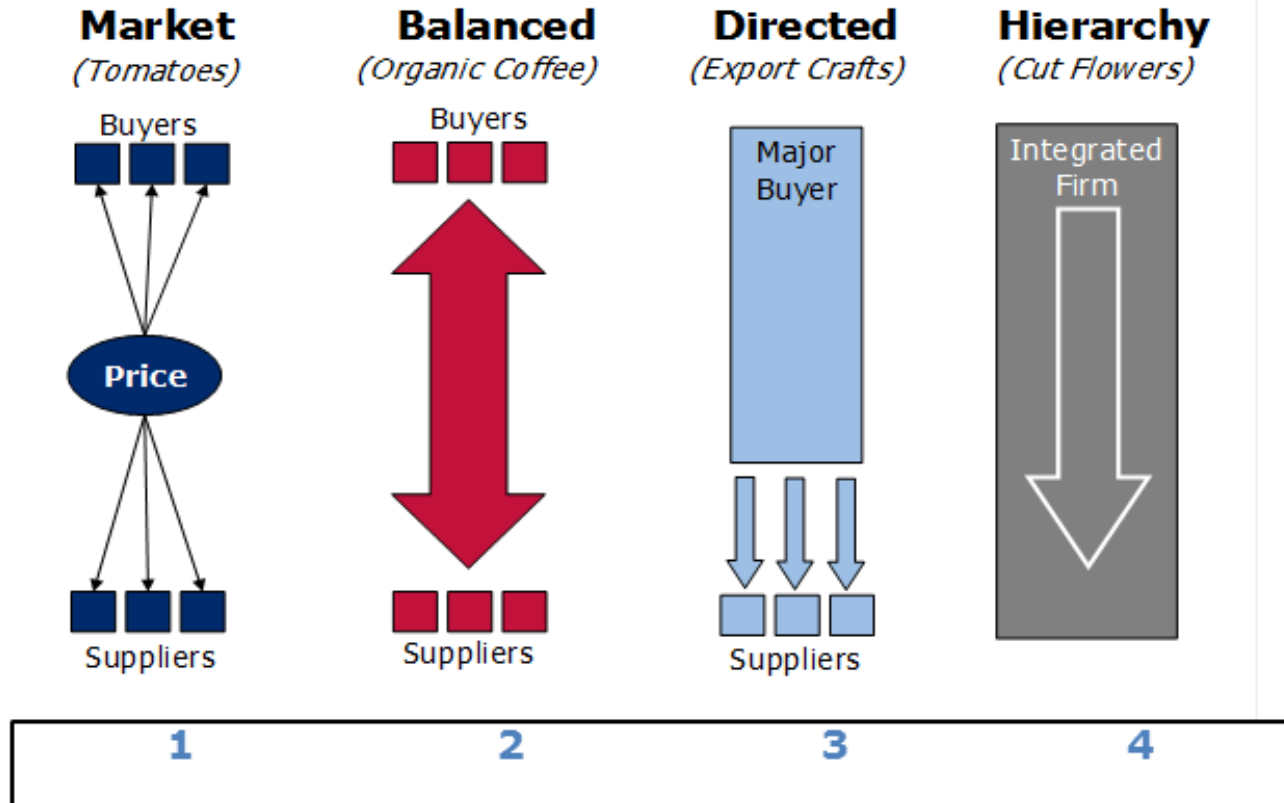 Market
(Tomatoes)
Buyers
Price
Suppliers
Balanced
(Organic Coffee)
Buyers
Suppliers
Directed
(Export Crafts)
Major
Buyer
Suppliers
Hierarchy
(Cut Flowers)
Integrated
Firm
1
2
3
4